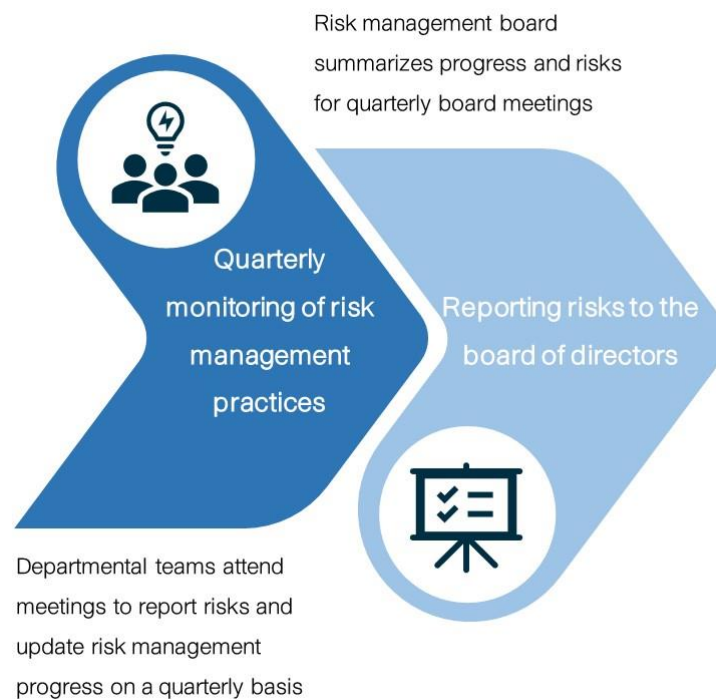 Risk management board
summarizes progress and risks
for quarterly board meetings
Quarterly
monitoring of risk
management
practices
Reporting risks to the
board of directors
Departmental teams attend
meetings to report risks and
update risk management
progress on a quarterly basis